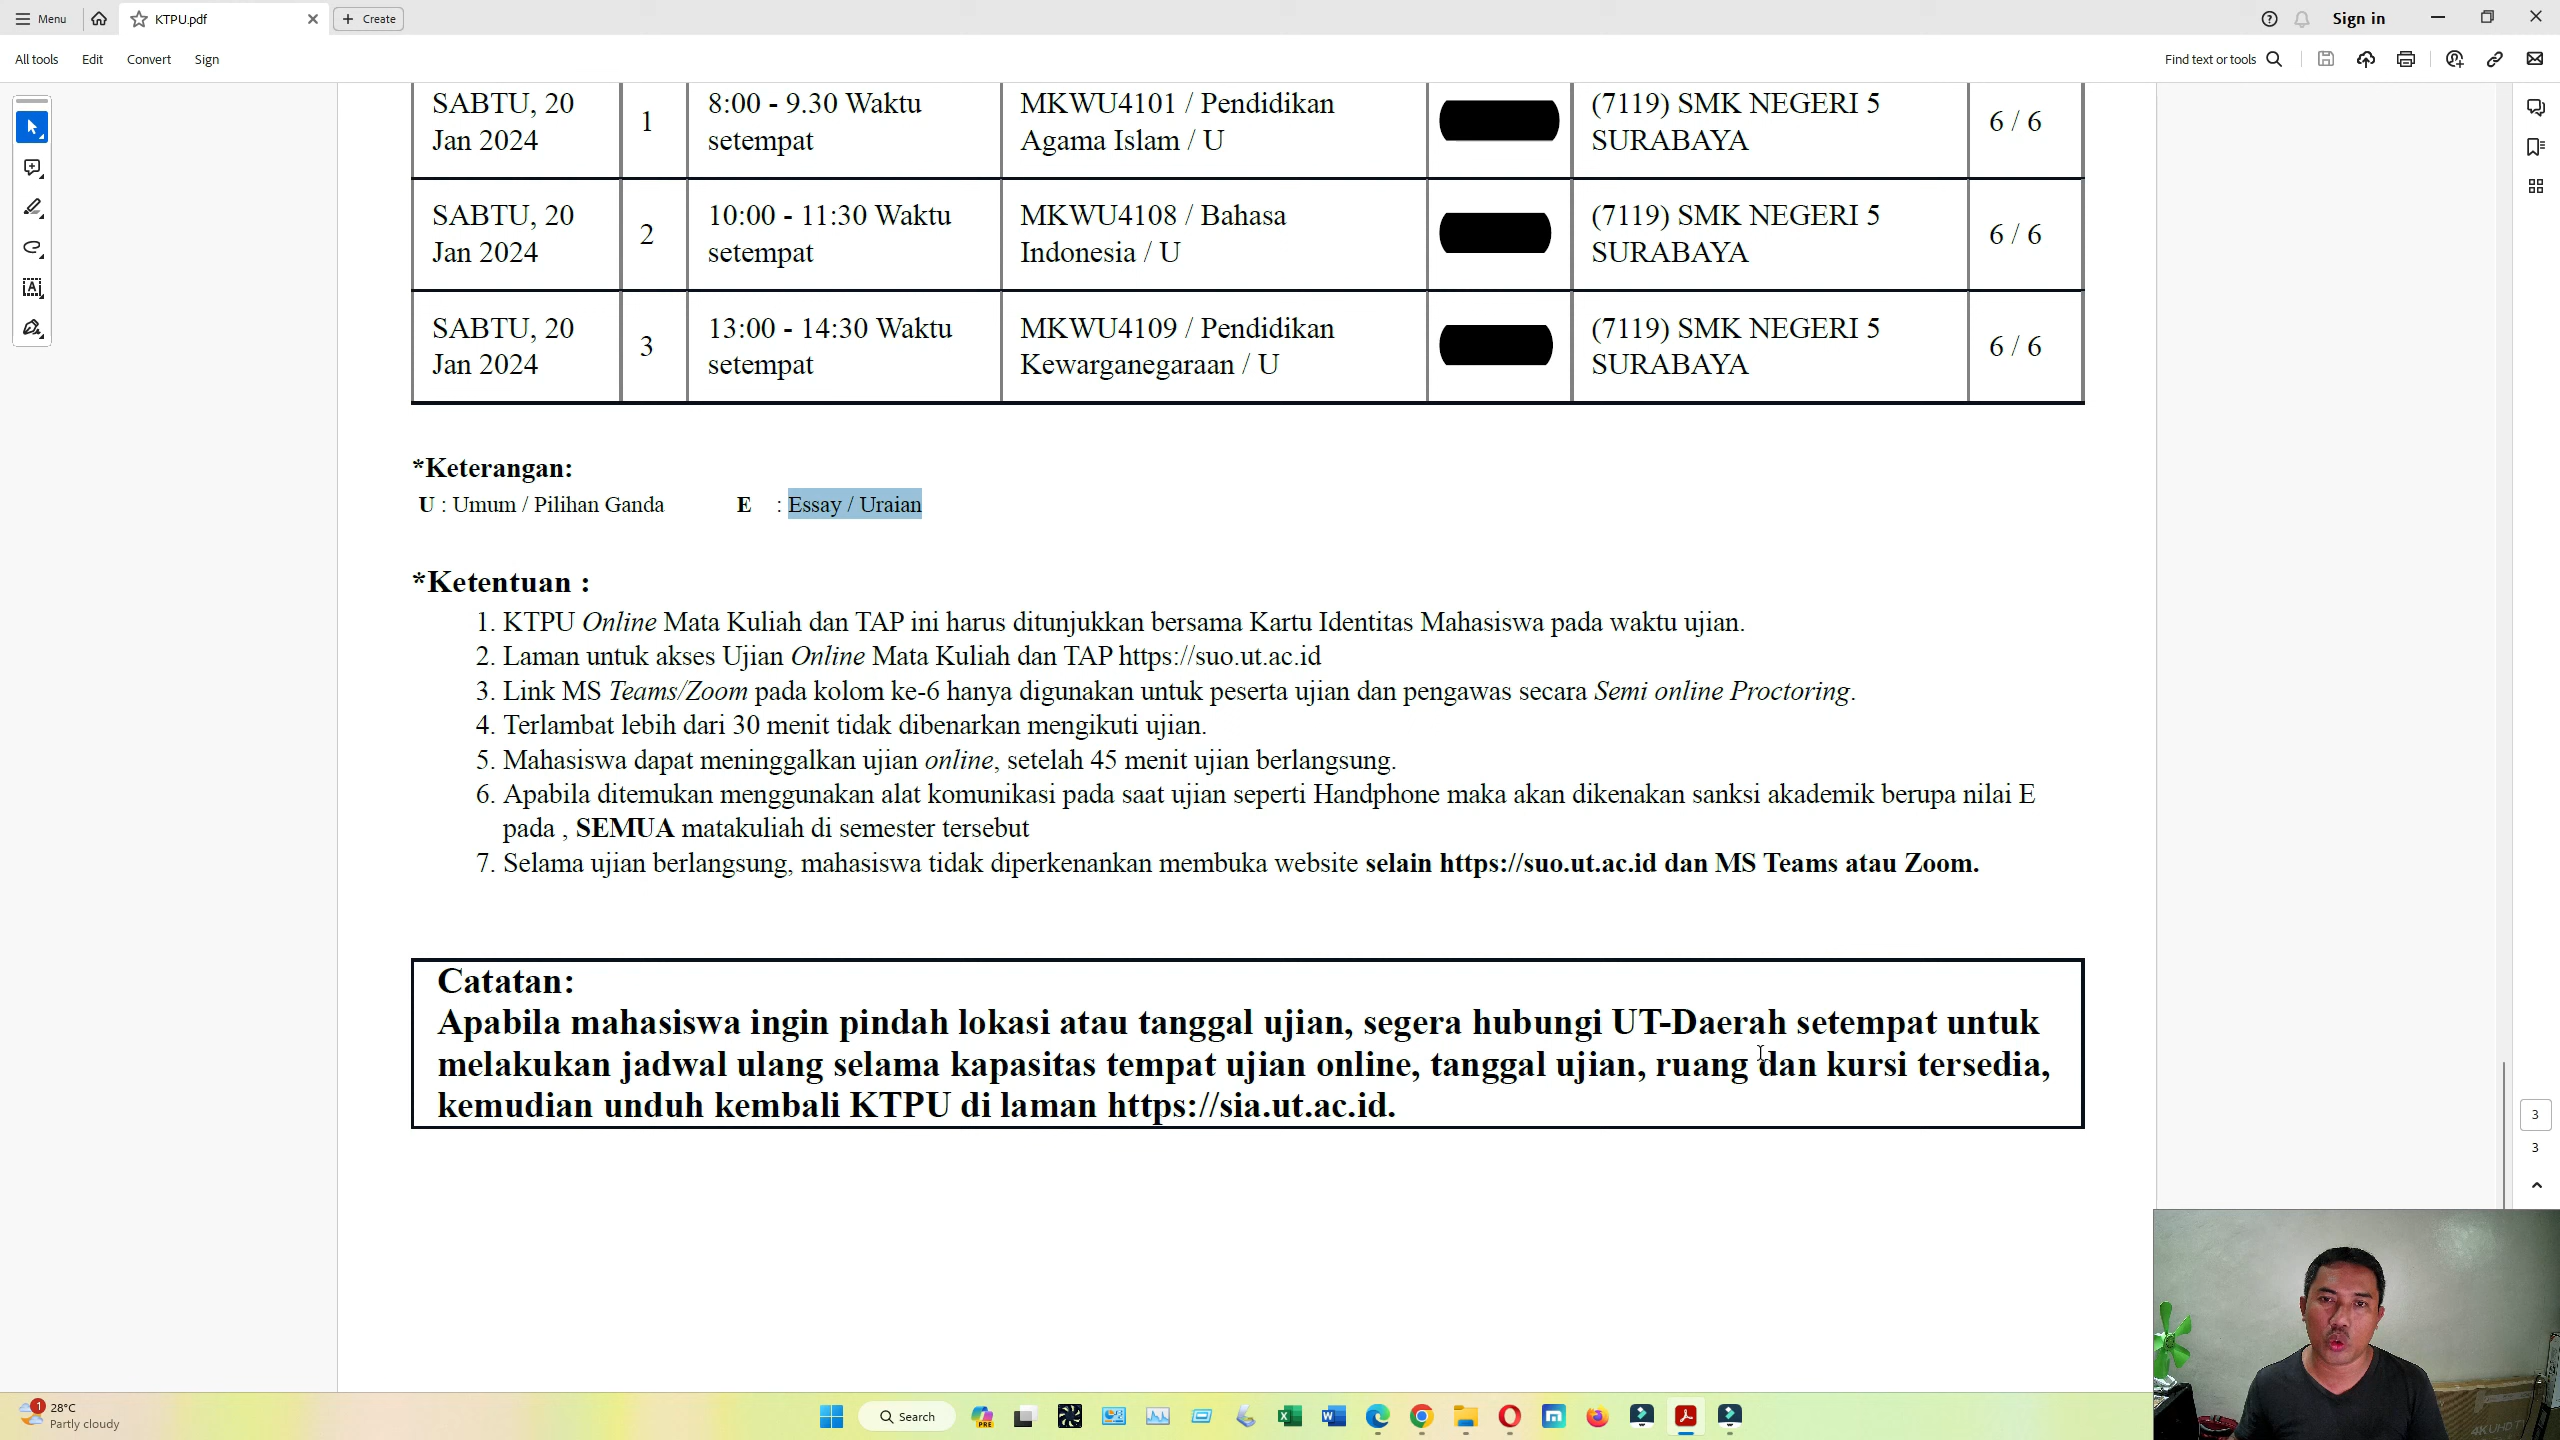 Menu
KTPU.pdf
Create
Sign in
All tools
Edit
Convert
Sign
Find text or tools
SABTU, 20
Jan 2024
1
8:00 - 9.30 Waktu
setempat
MKWU4101 / Pendidikan
Agama Islam / U
(7119) SMK NEGERI 5
SURABAYA
6 / 6
SABTU, 20
Jan 2024
2
10:00 - 11:30 Waktu
setempat
MKWU4108 / Bahasa
Indonesia / U
(7119) SMK NEGERI 5
SURABAYA
6 / 6
SABTU, 20
Jan 2024
3
13:00 - 14:30 Waktu
setempat
MKWU4109 / Pendidikan
Kewarganegaraan / U
(7119) SMK NEGERI 5
SURABAYA
6 / 6
*Keterangan:
U : Umum / Pilihan Ganda E : Essay / Uraian
*Ketentuan :
1. KTPU Online Mata Kuliah dan TAP ini harus ditunjukkan bersama Kartu Identitas Mahasiswa pada waktu ujian.
2. Laman untuk akses Ujian Online Mata Kuliah dan TAP https://suo.ut.ac.id
3. Link MS Teams/Zoom pada kolom ke-6 hanya digunakan untuk peserta ujian dan pengawas secara Semi online Proctoring.
4. Terlambat lebih dari 30 menit tidak dibenarkan mengikuti ujian.
5. Mahasiswa dapat meninggalkan ujian online, setelah 45 menit ujian berlangsung.
6. Apabila ditemukan menggunakan alat komunikasi pada saat ujian seperti Handphone maka akan dikenakan sanksi akademik berupa nilai E
pada , SEMUA matakuliah di semester tersebut
7. Selama ujian berlangsung, mahasiswa tidak diperkenankan membuka website selain https://suo.ut.ac.id dan MS Teams atau Zoom.
Catatan:
Apabila mahasiswa ingin pindah lokasi atau tanggal ujian, segera hubungi UT-Daerah setempat untuk
melakukan jadwal ulang selama kapasitas tempat ujian online, tanggal ujian, ruang dan kursi tersedia,
kemudian unduh kembali KTPU di laman https://sia.ut.ac.id.
3
3
1
28°C
Partly cloudy
Search
PRE